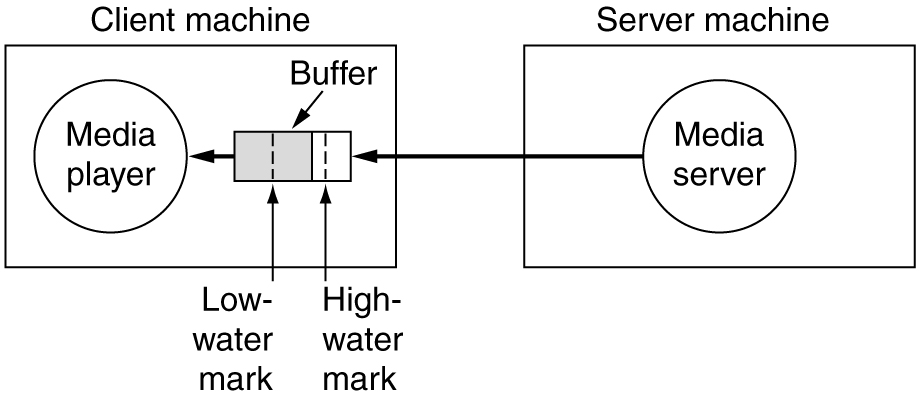 Client machine
Server machine
Buffer
Media
player
Media
server
Low-
water
mark
High-
water
mark